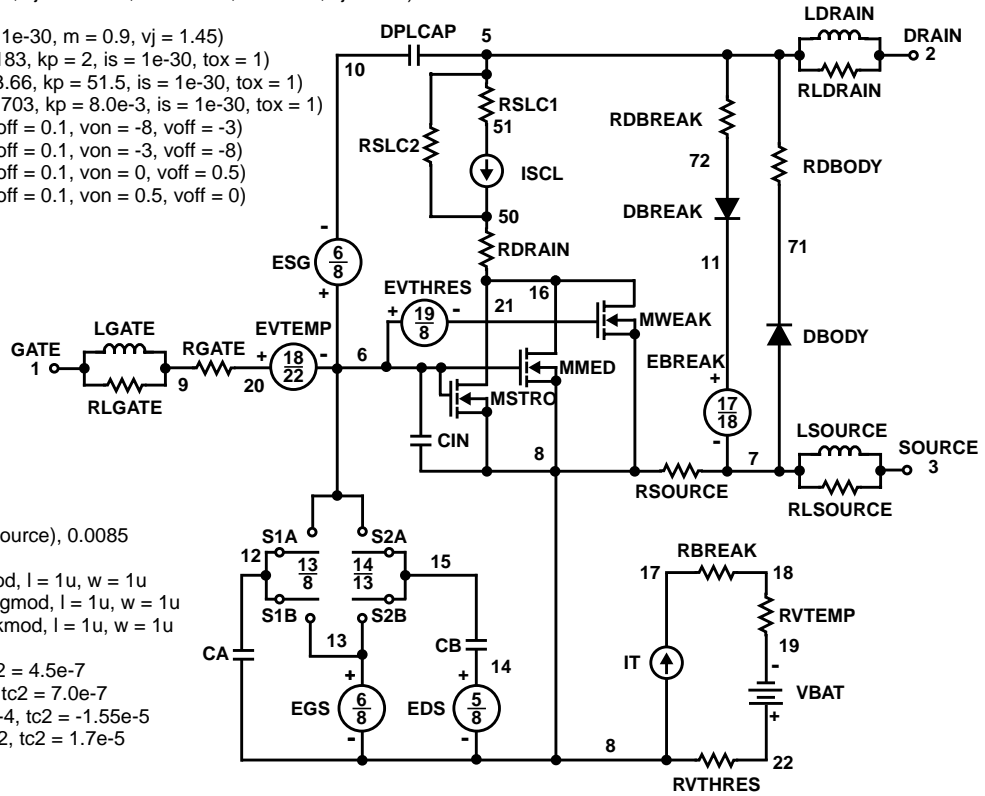 1e-30, m = 0.9, vj = 1.45)
183, kp = 2, is = 1e-30, tox = 1)
3.66, kp = 51.5, is = 1e-30, tox = 1)
703, kp = 8.0e-3, is = 1e-30, tox = 1)
off = 0.1, von = -8, voff = -3)
off = 0.1, von = -3, voff = -8)
off = 0.1, von = 0, voff = 0.5)
off = 0.1, von = 0.5, voff = 0)
ource), 0.0085
od, l = 1u, w = 1u
gmod, l = 1u, w = 1u
kmod, l = 1u, w = 1u
2 = 4.5e-7
tc2 = 7.0e-7
-4, tc2 = -1.55e-5
2, tc2 = 1.7e-5
LDRAIN
DPLCAP
5
DRAIN
2
10
RLDRAIN
RSLC1
51
RDBREAK
RSLC2
72
RDBODY
ISCL
DBREAK
50
-
RDRAIN
71
ESG
6
8
11
+
EVTHRES
16
+
19
8
-
21
MWEAK
LGATE
EVTEMP
DBODY
GATE
1
RGATE
+
18
22
-
6
EBREAK
+
MMED
9
20
MSTRO
RLGATE
17
18
-
LSOURCE
CIN
8
7
SOURCE
3
RSOURCE
RLSOURCE
S1A
S2A
12
13
8
14
13
15
RBREAK
17
18
S1B
S2B
RVTEMP
13
CB
19
CA
IT
-
+
+
14
VBAT
EGS
6
8
EDS
5
8
+
-
-
8
22
RVTHRES